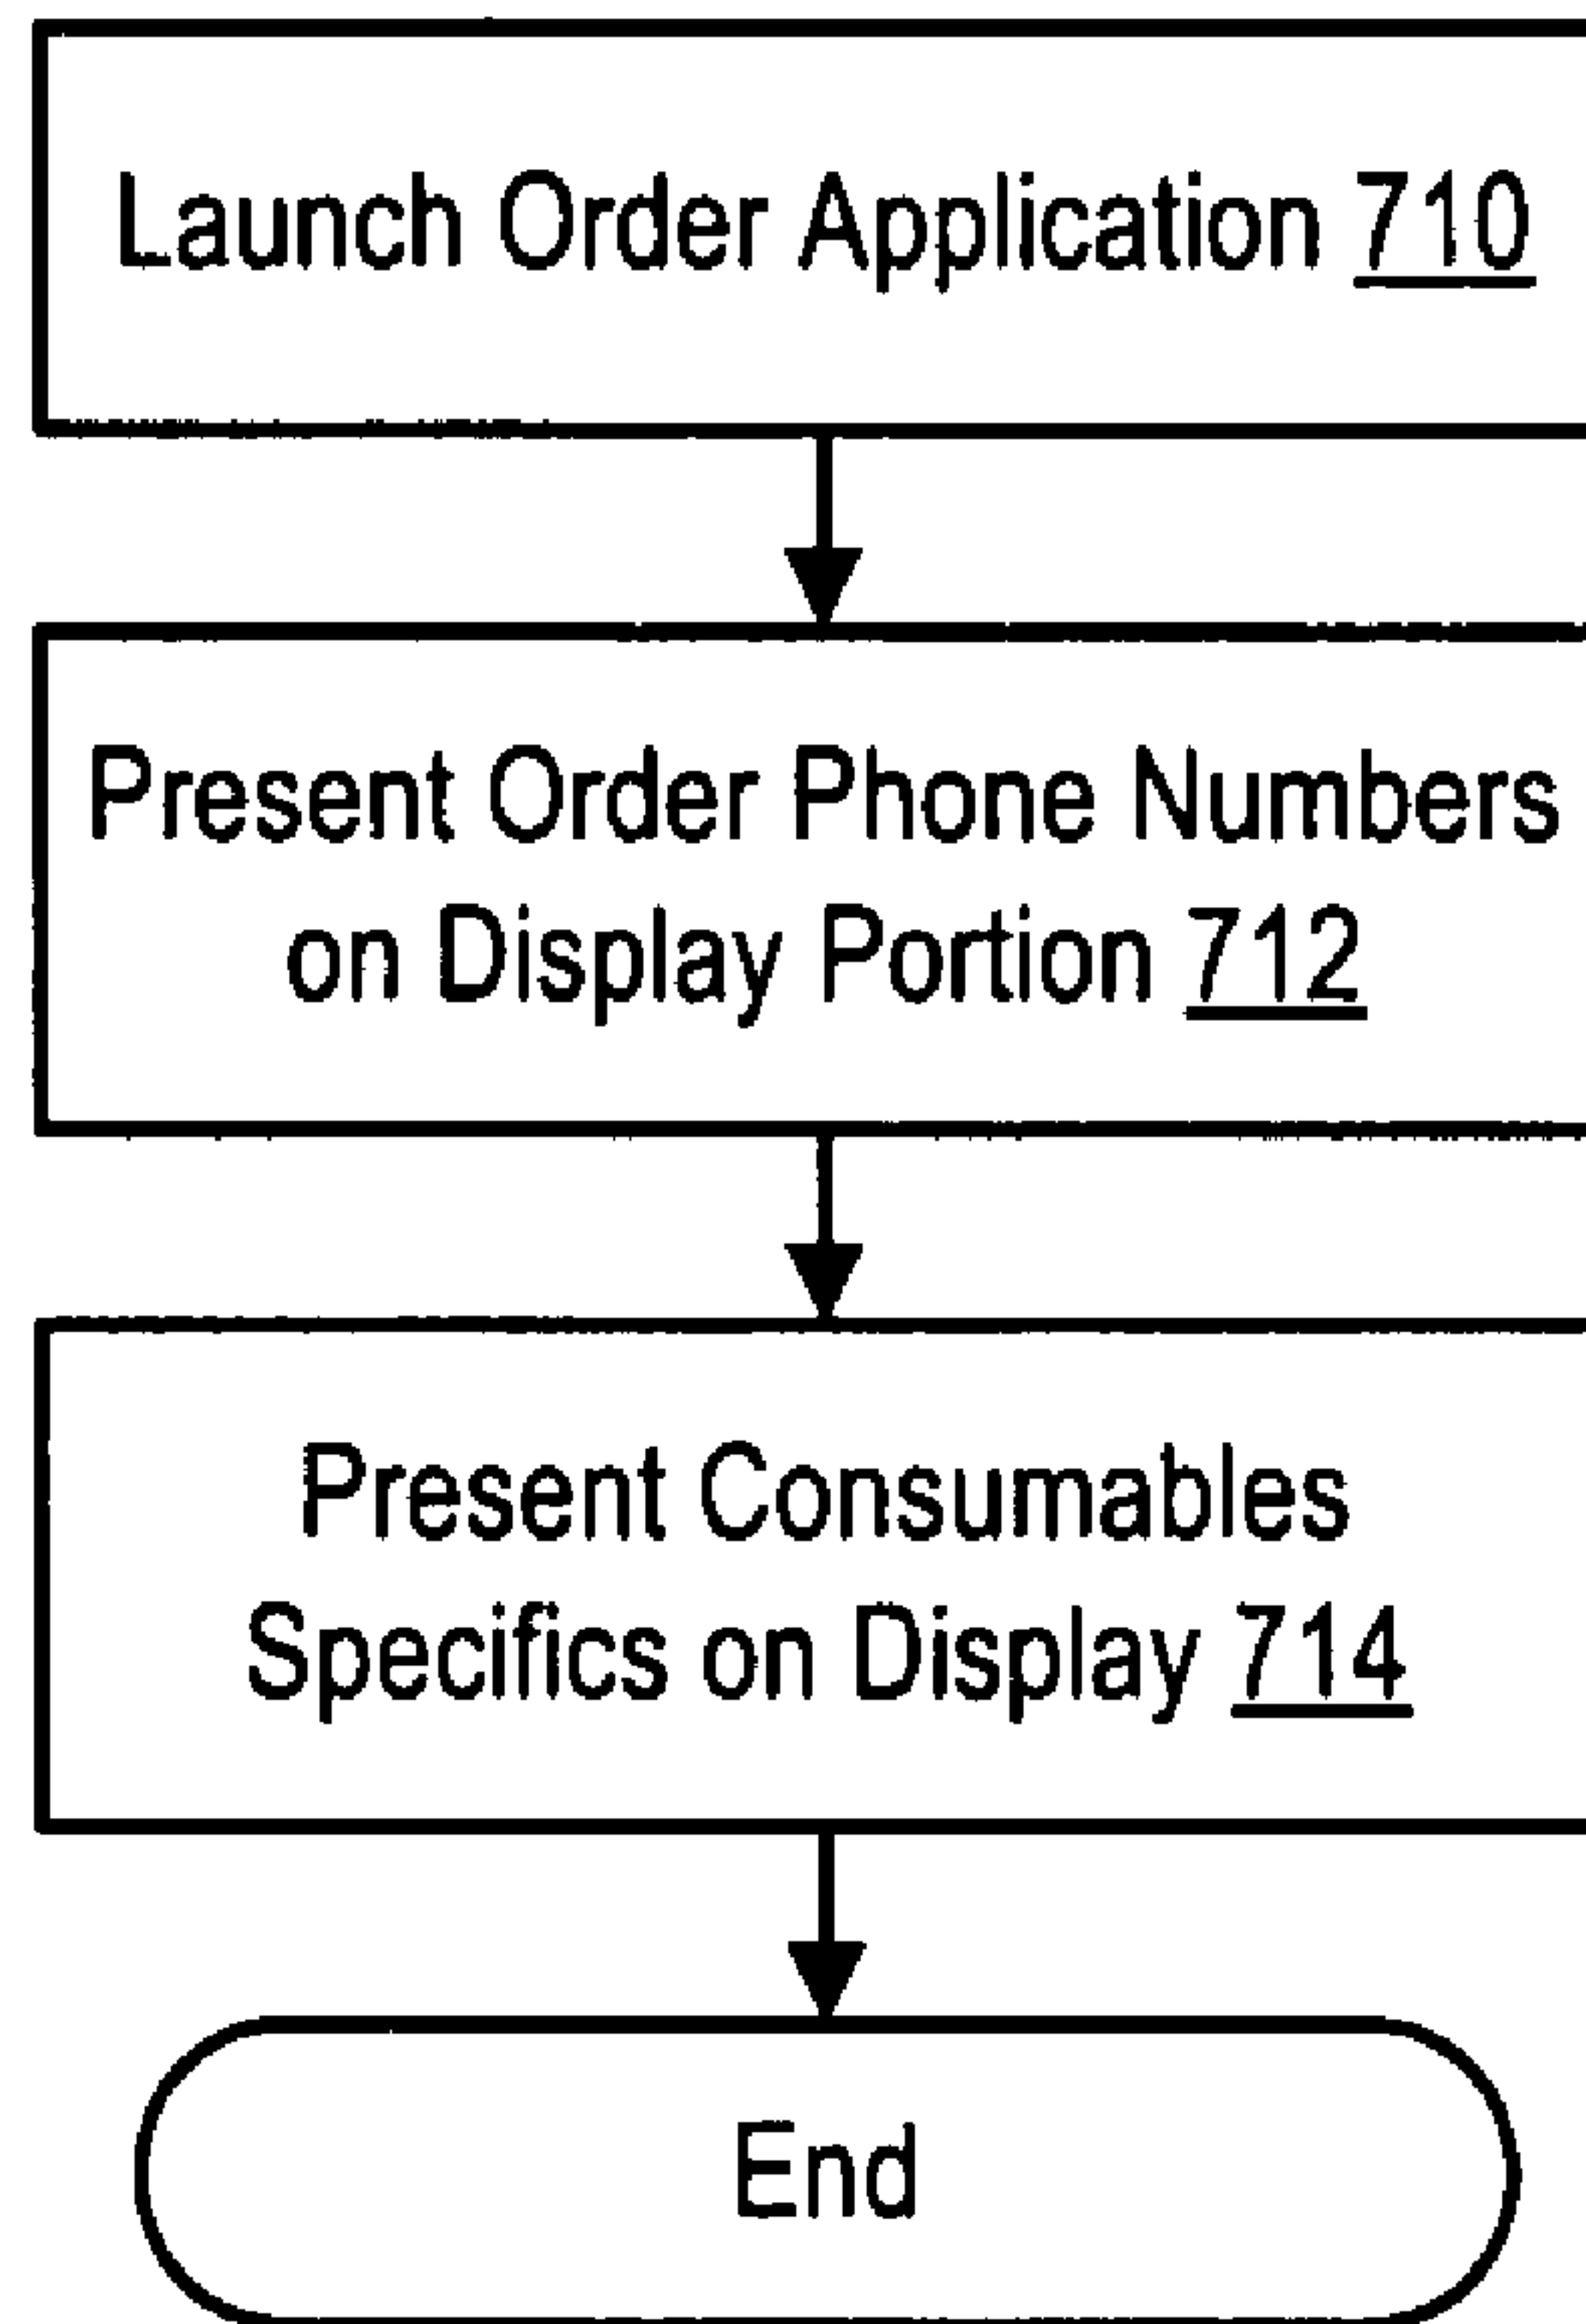 Launch Order Application 710
Present Order Phone Numbers
on Display Portion 712
Present Consumables
Specifics on Display 714
End